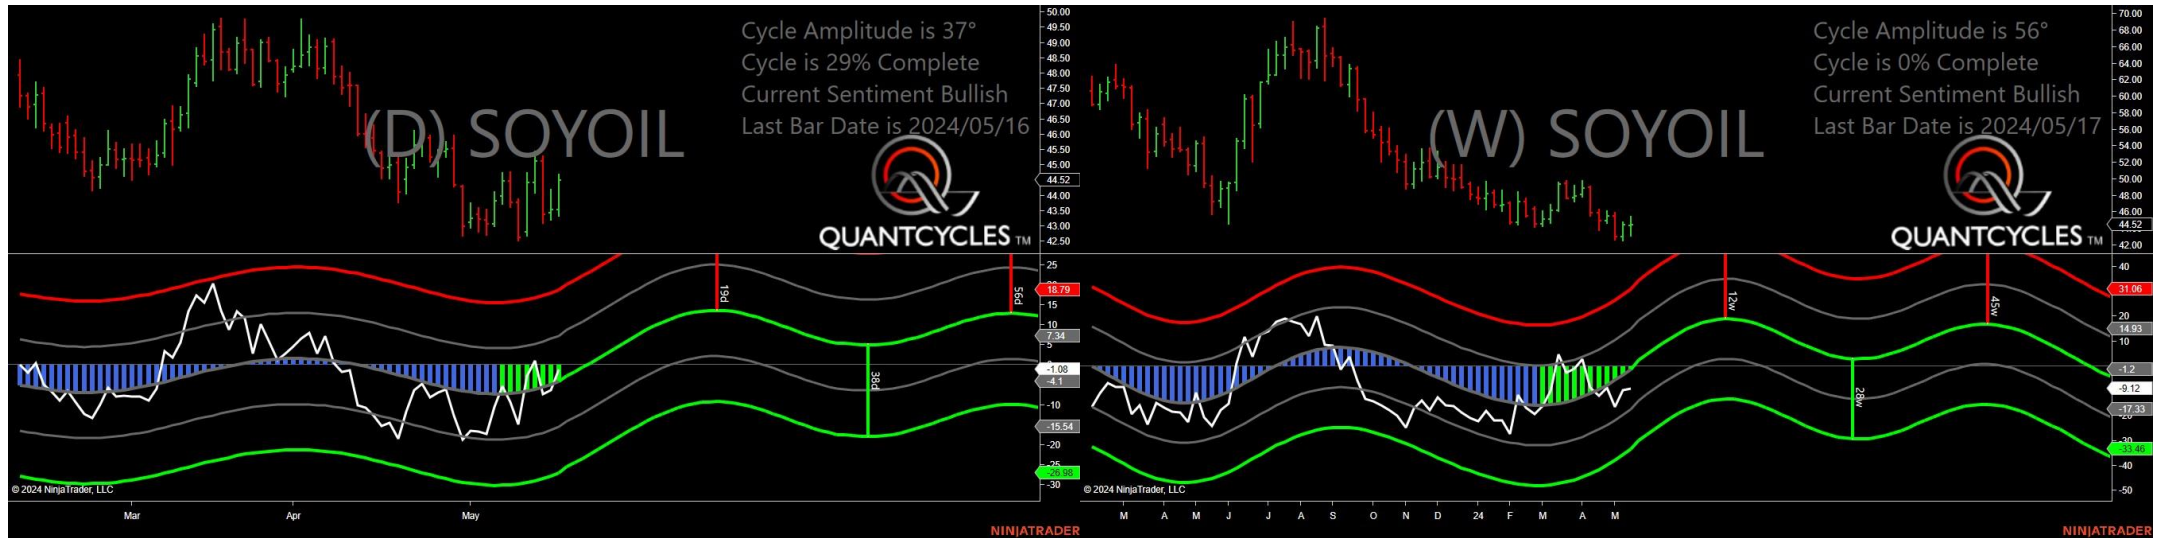 Cycle Amplitude is 37°
Cycle is 29% Complete
Current Sentiment Bullish
Last Bar Date is 2024/05/16
(D) SOYOIL
QUANTCYCLES TM
50.00
49.50
49.00
48.50
48.00
47.50
47.00
46.50
46.00
45.50
45.00
44.52
44.00
43.50
43.00
42.50
19d
56d
38d
25
18.79
15
10
7.34
5
-1.08
-4.1
-10
-15.54
-20
-25
-26.98
-30
© 2024 NinjaTrader, LLC
Mar Apr May
NINJATRADER
Cycle Amplitude is 56°
Cycle is 0% Complete
Current Sentiment Bullish
Last Bar Date is 2024/05/17
(W) SOYOIL
QUANTCYCLES TM
70.00
68.00
66.00
64.00
62.00
60.00
58.00
56.00
54.00
52.00
50.00
48.00
46.00
44.52
42.00
12w
45w
28w
40
31.06
20
14.93
10
-1.2
-9.12
-17.33
-30
-33.46
-40
-50
© 2024 NinjaTrader, LLC
M A M J J A S O N D 24 F M A M
NINJATRADER